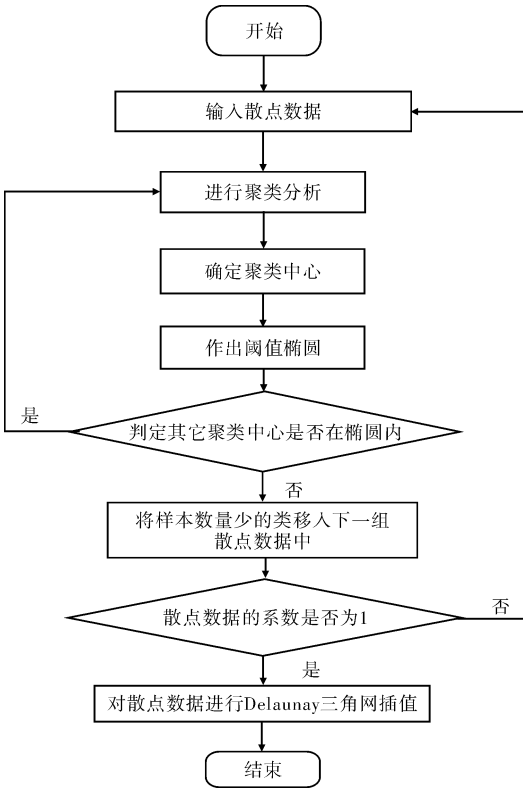 开始
输入散点数据
进行聚类分析
确定聚类中心
作出阈值椭圆
是
判定其它聚类中心是否在椭圆内
否
将样本数量少的类移入下一组
散点数据中
散点数据的系数是否为1
否
是
对散点数据进行Delaunay三角网插值
结束